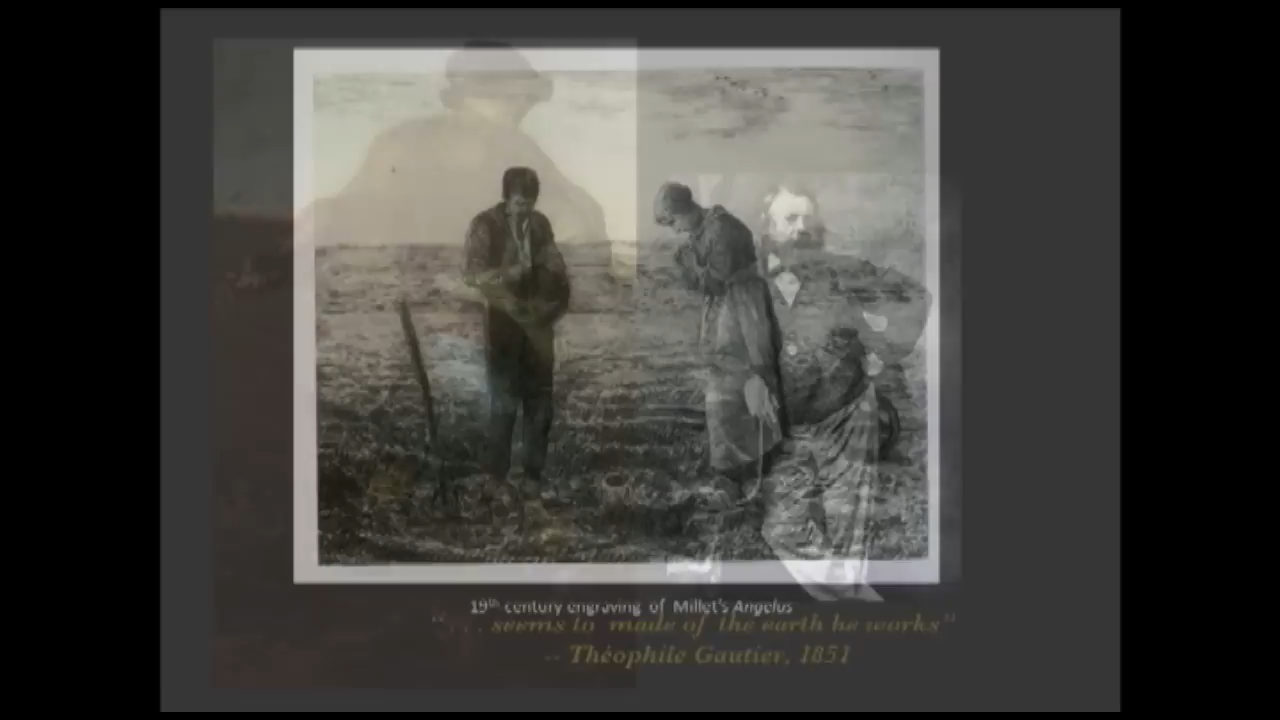 19th century engraving of Millet's Angelus
". . . seems to made of the earth he works"
-- Théophile Gautier, 1851